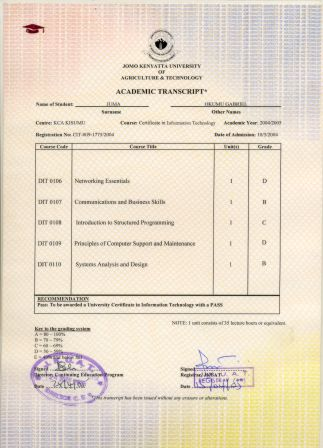 JOMO KENYATTA UNIVERSITY
OF
AGRICULTURE & TECHNOLOGY
ACADEMIC TRANSCRIPT*
Name of Student JUMA OKUMU GABRIEL
Surname Other Names
Centre: KCA KISUMU Course: Certificate in Information Technology Academic Year: 2004/2005
Registration No: CIT-809-1775/2004 Date of Admission: 10/5/2004
Course Code Course Title Unit(s) Grade
DIT 0106 Networking Essentials 1 D
DIT 0107 Communications and Business Skills 1 B
DIT 0108 Introduction to Structured Programming 1 C
DIT 0109 Principles of Computer Support and Maintenance 1 D
DIT 0110 Systems Analysis and Design 1 B
RECOMMENDATION
Pass: To be awarded a University Certificate in Information Technology with a PASS
NOTE: 1 unit consists of 35 lecture hours or equivalent.
Key to the grading system
A = 80 – 100%
B = 70 – 79%
C = 60 – 69%
Signed
Director Continuing Education Program
Date
Signed
Registrar
Date
*This transcript has been issued without any erasures or alterations.